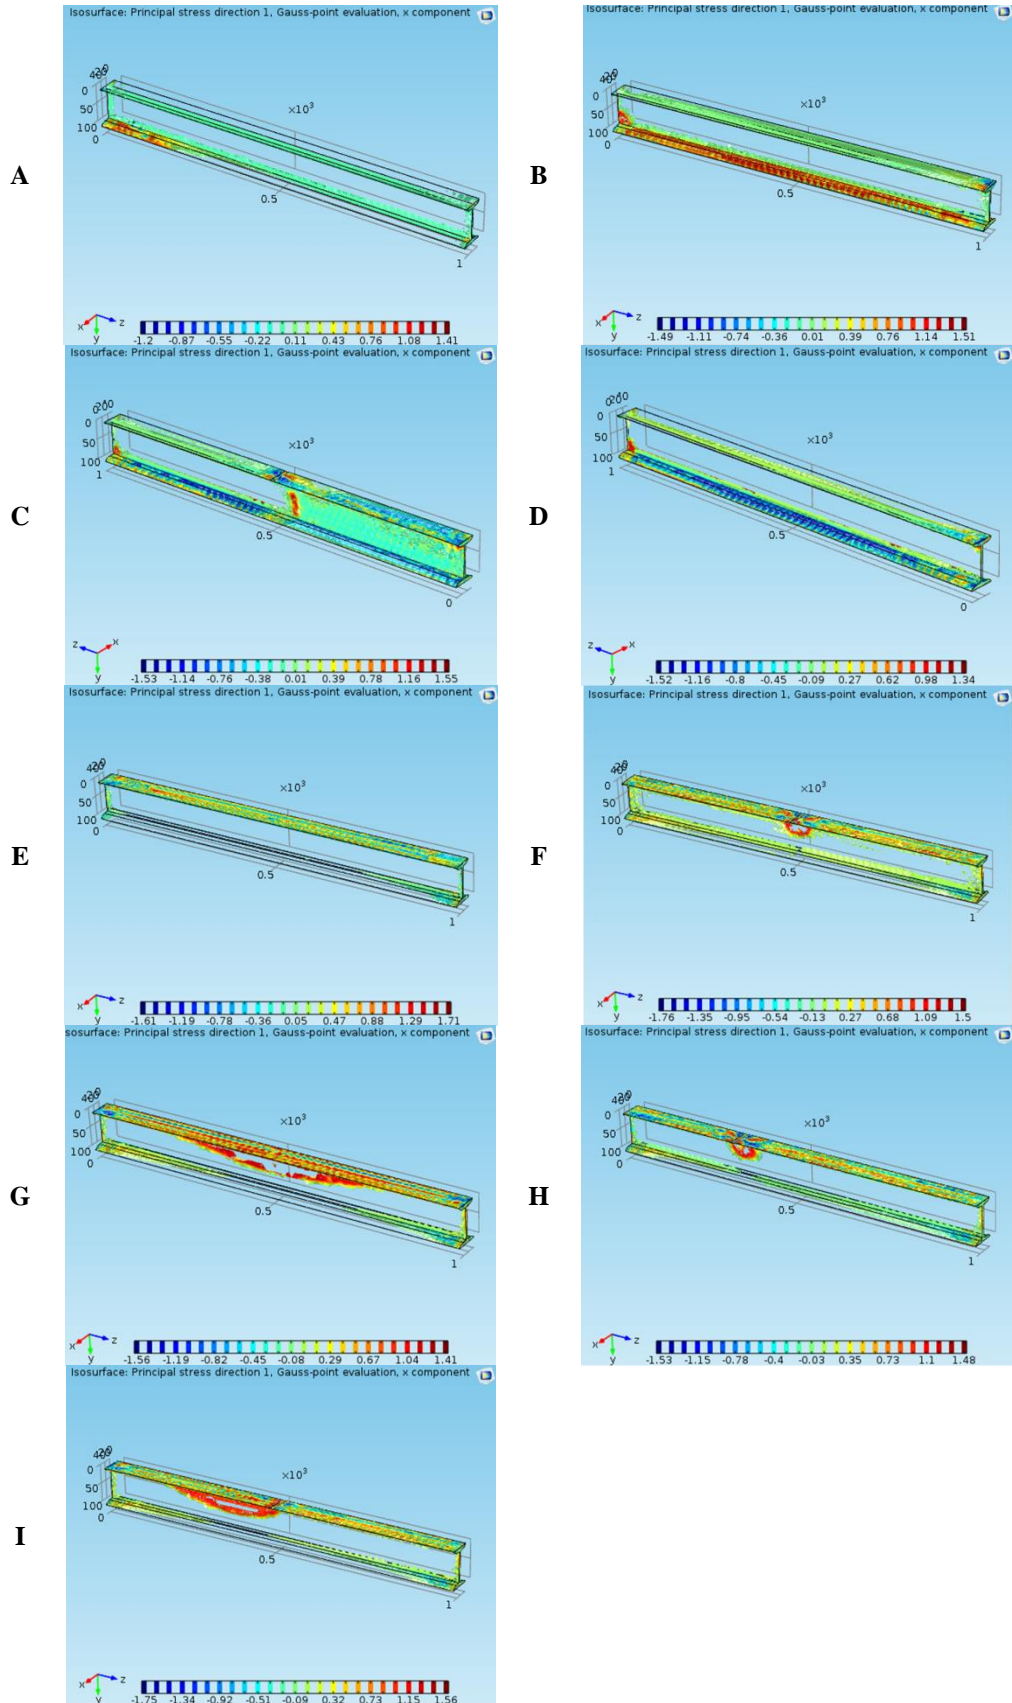 Isosurface: Principal stress direction 1, Gauss-point evaluation, x component
0
50
100
0
×10³
0.5
1
A
x
z
y
-1.2 -0.87 -0.55 -0.22 0.11 0.43 0.76 1.08 1.41
Isosurface: Principal stress direction 1, Gauss-point evaluation, x component
0
50
100
0
×10³
0.5
1
B
x
z
y
-1.49 -1.11 -0.74 -0.36 0.01 0.39 0.76 1.14 1.51
Isosurface: Principal stress direction 1, Gauss-point evaluation, x component
0
50
100
1
×10³
0.5
0
C
z
x
y
-1.53 -1.14 -0.76 -0.38 0.01 0.39 0.78 1.16 1.55
Isosurface: Principal stress direction 1, Gauss-point evaluation, x component
0
50
100
1
×10³
0.5
0
D
z
x
y
-1.52 -1.16 -0.8 -0.45 -0.09 0.27 0.62 0.98 1.34
Isosurface: Principal stress direction 1, Gauss-point evaluation, x component
0
50
100
0
×10³
0.5
1
E
x
z
y
-1.61 -1.19 -0.78 -0.36 0.05 0.47 0.88 1.29 1.71
Isosurface: Principal stress direction 1, Gauss-point evaluation, x component
0
50
100
0
×10³
0.5
1
F
x
z
y
-1.76 -1.35 -0.95 -0.54 -0.13 0.27 0.68 1.09 1.5
sosurface: Principal stress direction 1, Gauss-point evaluation, x component
0
50
100
0
×10³
0.5
1
G
x
z
y
-1.56 -1.19 -0.82 -0.45 -0.08 0.29 0.67 1.04 1.41
Isosurface: Principal stress direction 1, Gauss-point evaluation, x component
0
50
100
0
×10³
0.5
1
H
x
z
y
-1.53 -1.15 -0.78 -0.4 -0.03 0.35 0.73 1.1 1.48
Isosurface: Principal stress direction 1, Gauss-point evaluation, x component
0
50
100
0
×10³
0.5
1
I
x
z
y
-1.75 -1.34 -0.92 -0.51 -0.09 0.32 0.73 1.15 1.56